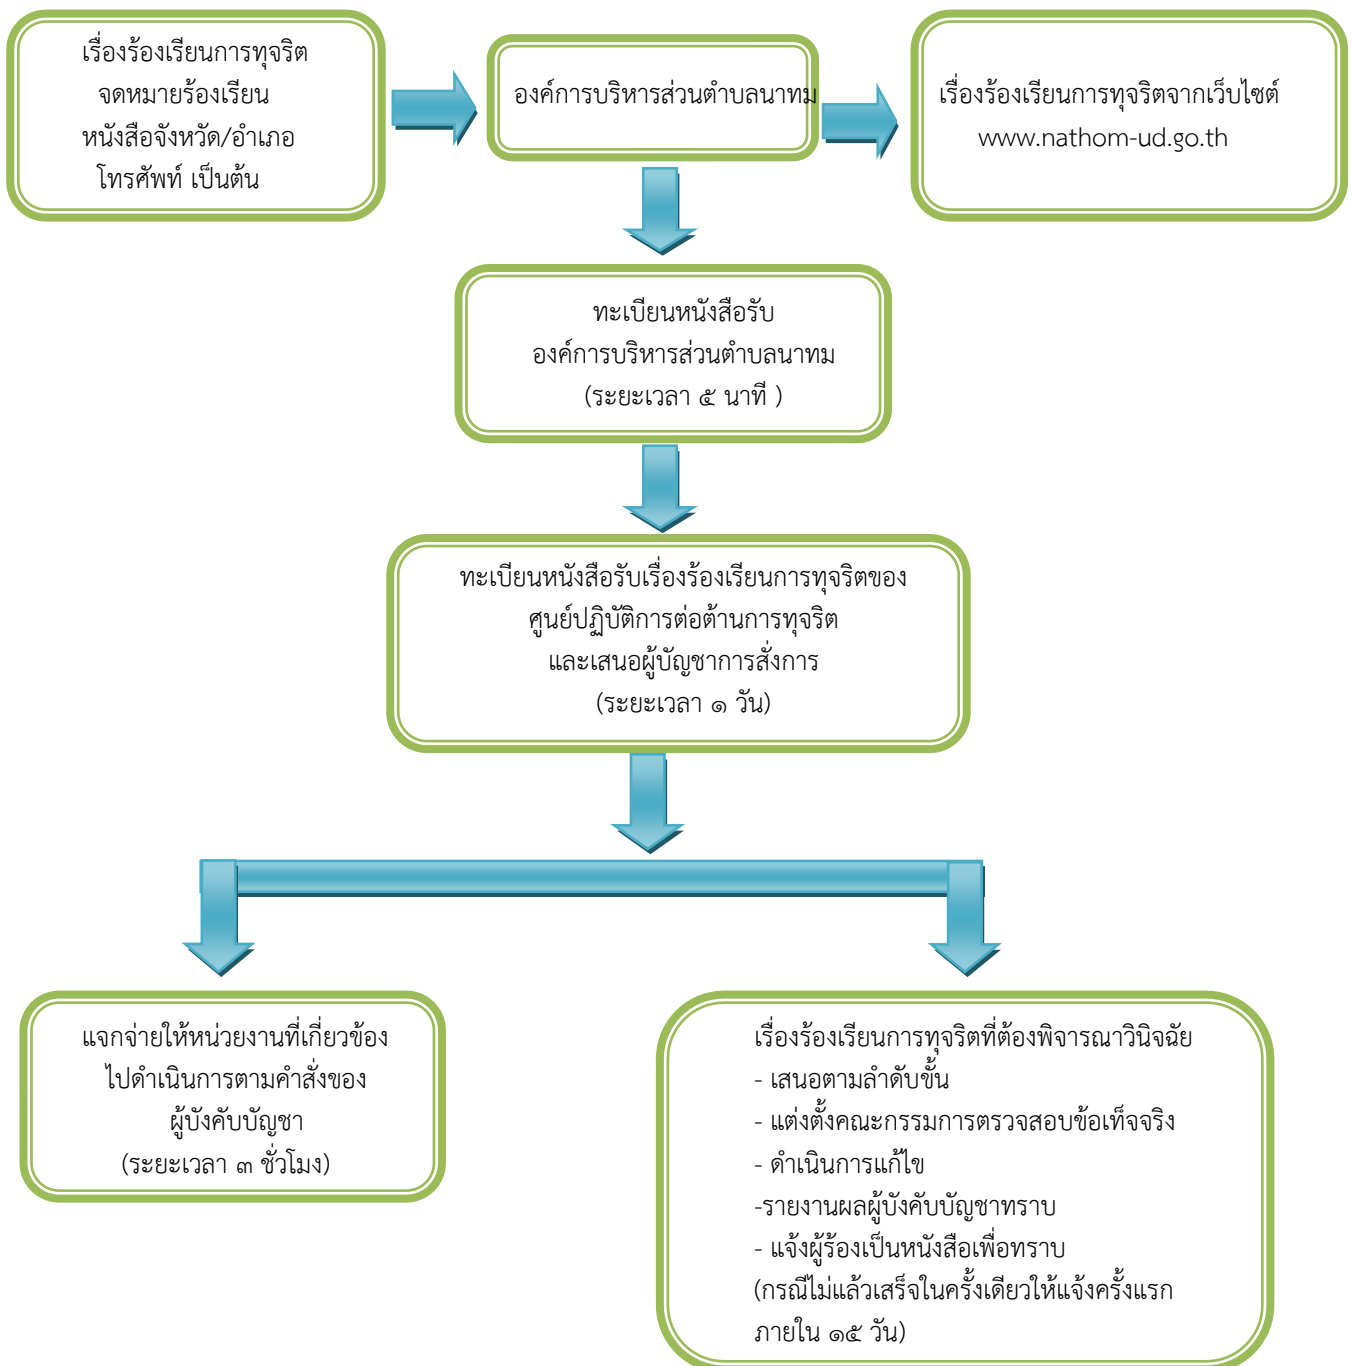 เรื่องร้องเรียนการทุจริต
จดหมายร้องเรียน
หนังสือจังหวัด/อำเภอ
โทรศัพท์ เป็นต้น
องค์การบริหารส่วนตำบลนาทม
เรื่องร้องเรียนการทุจริตจากเว็บไซต์
www.nathom-ud.go.th
ทะเบียนหนังสือรับ
องค์การบริหารส่วนตำบลนาทม
(ระยะเวลา ๕ นาที )
ทะเบียนหนังสือรับเรื่องร้องเรียนการทุจริตของ
ศูนย์ปฏิบัติการต่อต้านการทุจริต
และเสนอผู้บัญชาการสั่งการ
(ระยะเวลา ๑ วัน)
แจกจ่ายให้หน่วยงานที่เกี่ยวข้อง
ไปดำเนินการตามคำสั่งของ
ผู้บังคับบัญชา
(ระยะเวลา ๓ ชั่วโมง)
เรื่องร้องเรียนการทุจริตที่ต้องพิจารณาวินิจฉัย
- เสนอตามลำดับขั้น
- แต่งตั้งคณะกรรมการตรวจสอบข้อเท็จจริง
- ดำเนินการแก้ไข
-รายงานผลผู้บังคับบัญชาทราบ
- แจ้งผู้ร้องเป็นหนังสือเพื่อทราบ
(กรณีไม่แล้วเสร็จในครั้งเดียวให้แจ้งครั้งแรก
ภายใน ๑๕ วัน)